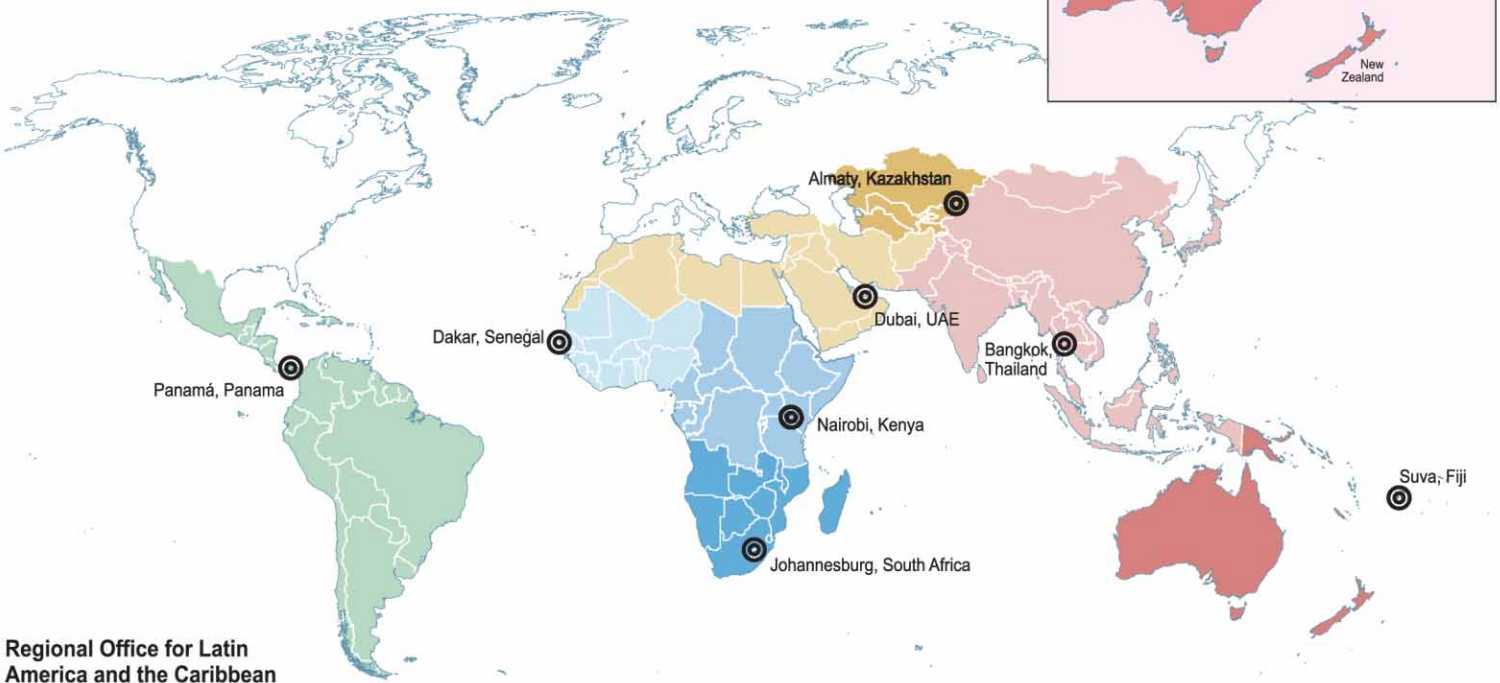 New
Zealand
Almaty, Kazakhstan
Dubai, UAE
Dakar, Senegal
Bangkok,
Thailand
Panamá, Panama
Nairobi, Kenya
Suva, Fiji
Johannesburg, South Africa
Regional Office for Latin
America and the Caribbean